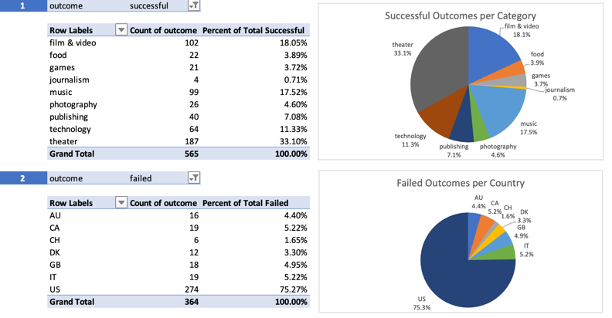 1 outcome successful
Row Labels Count of outcome Percent of Total Successful
film & video 102 18.05%
food 22 3.89%
games 21 3.72%
journalism 4 0.71%
music 99 17.52%
photography 26 4.60%
publishing 40 7.08%
technology 64 11.33%
theater 187 33.10%
Grand Total 565 100.00%
Successful Outcomes per Category
film & video
18.1%
food
3.9%
games
3.7%
journalism
0.7%
music
17.5%
photography
4.6%
publishing
7.1%
technology
11.3%
theater
33.1%
2 outcome failed
Row Labels Count of outcome Percent of Total Failed
AU 16 4.40%
CA 19 5.22%
CH 6 1.65%
DK 12 3.30%
GB 18 4.95%
IT 19 5.22%
US 274 75.27%
Grand Total 364 100.00%
Failed Outcomes per Country
AU
4.4%
CA
5.2%
CH
1.6%
DK
3.3%
GB
4.9%
IT
5.2%
US
75.3%